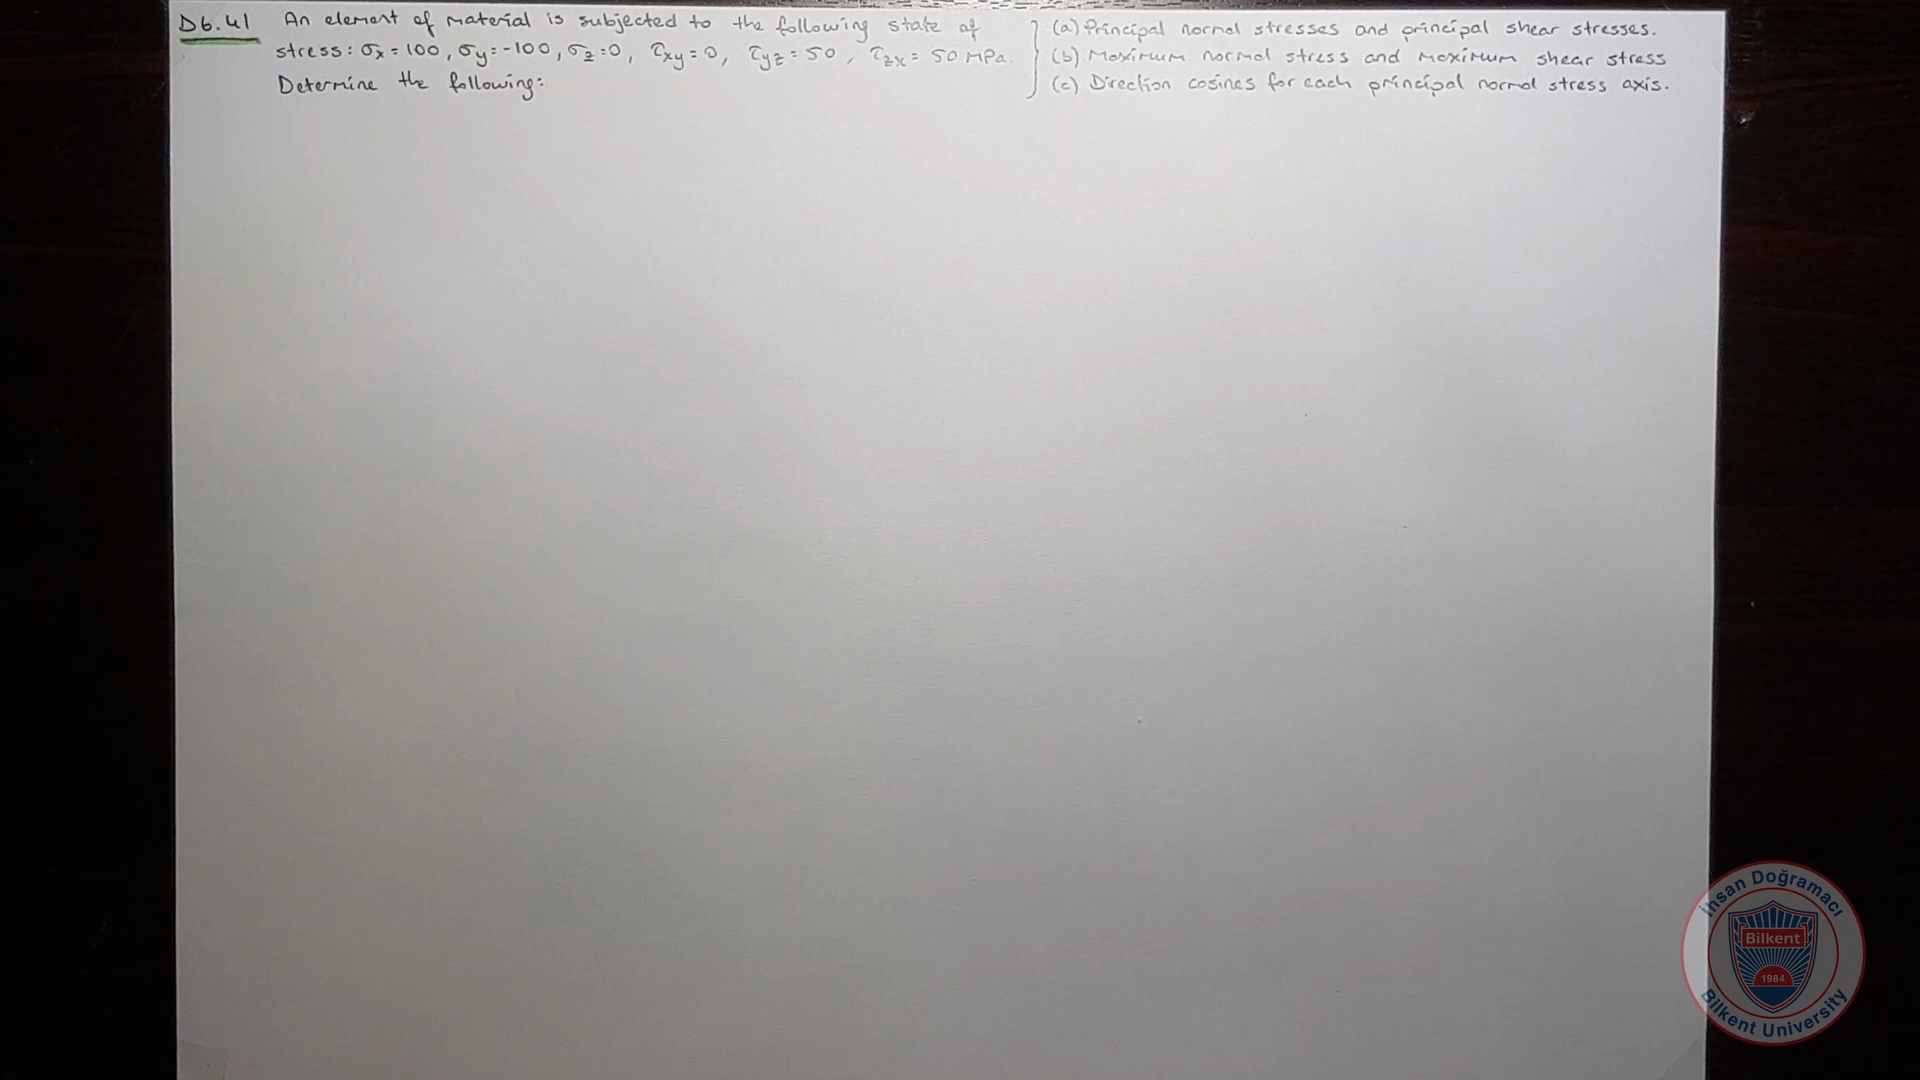 D6.41 An element of material is subjected to the following state of
stress: σx = 100, σy = -100, σz = 0, τxy = 0, τyz = 50, τzx = 50 MPa.
Determine the following:
(a) Principal normal stresses and principal shear stresses.
(b) Maximum normal stress and maximum shear stress
(c) Direction cosines for each principal normal stress axis.
İhsan Doğramacı
Bilkent
1984
Bilkent University